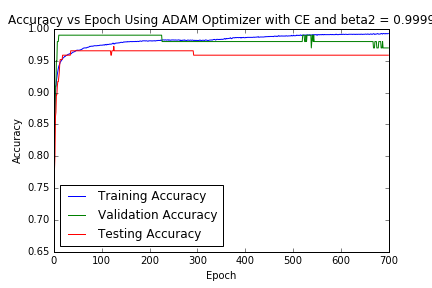 Accuracy vs Epoch Using ADAM Optimizer with CE and beta2 = 0.9999
1.00
0.95
0.90
0.85
0.80
0.75
0.70
0.65
Accuracy
Training Accuracy
Validation Accuracy
Testing Accuracy
0 100 200 300 400 500 600 700
Epoch